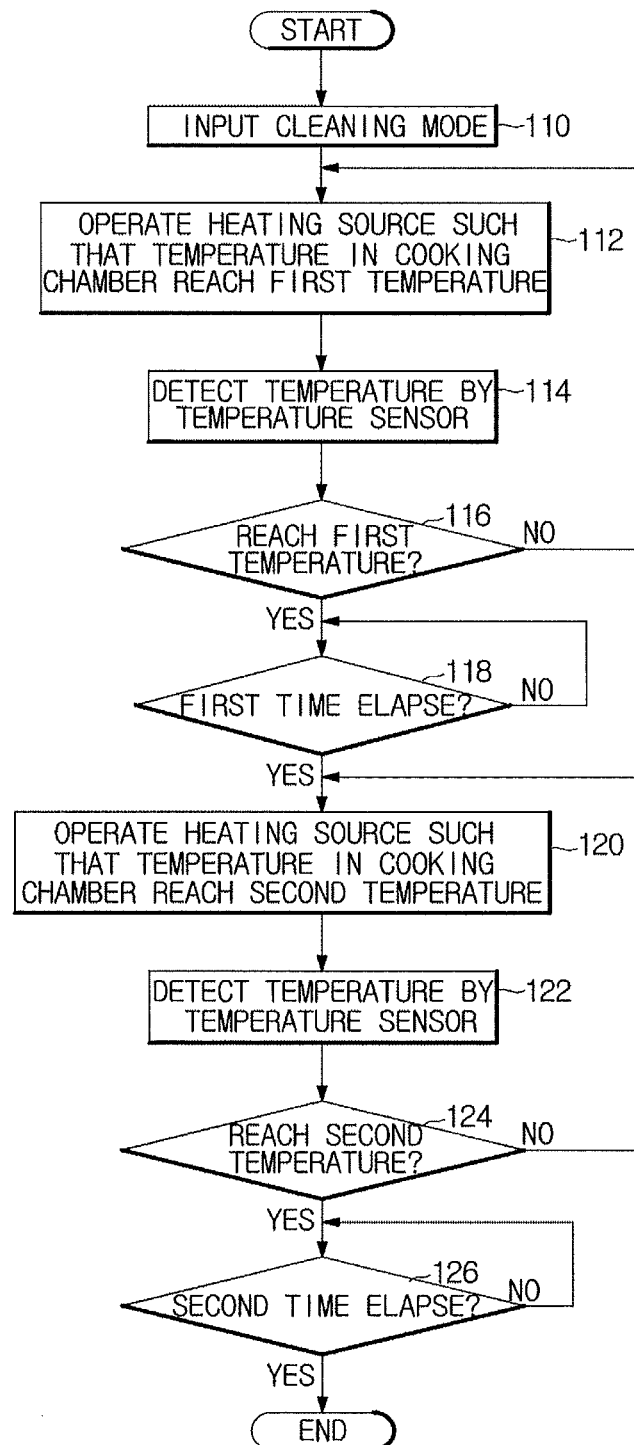 START
INPUT CLEANING MODE
110
OPERATE HEATING SOURCE SUCH
THAT TEMPERATURE IN COOKING
CHAMBER REACH FIRST TEMPERATURE
112
DETECT TEMPERATURE BY
TEMPERATURE SENSOR
114
116
REACH FIRST
TEMPERATURE?
NO
YES
118
FIRST TIME ELAPSE?
NO
YES
OPERATE HEATING SOURCE SUCH
THAT TEMPERATURE IN COOKING
CHAMBER REACH SECOND TEMPERATURE
120
DETECT TEMPERATURE BY
TEMPERATURE SENSOR
122
124
REACH SECOND
TEMPERATURE?
NO
YES
126
SECOND TIME ELAPSE?
NO
YES
END